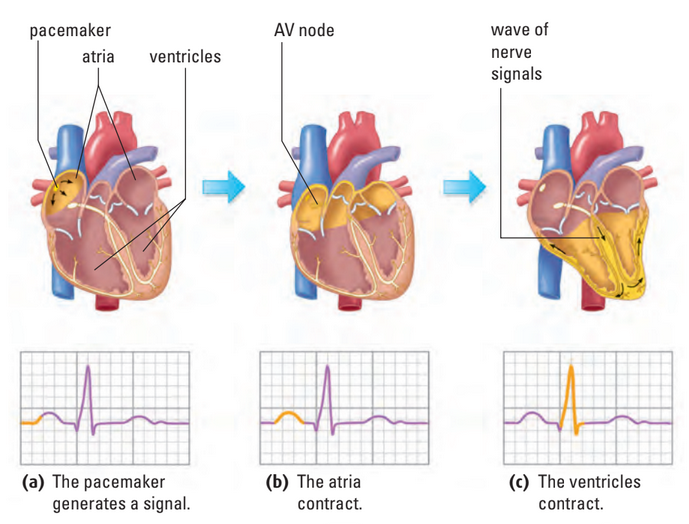 pacemaker
atria
ventricles
AV node
wave of
nerve
signals
(a) The pacemaker
generates a signal.
(b) The atria
contract.
(c) The ventricles
contract.